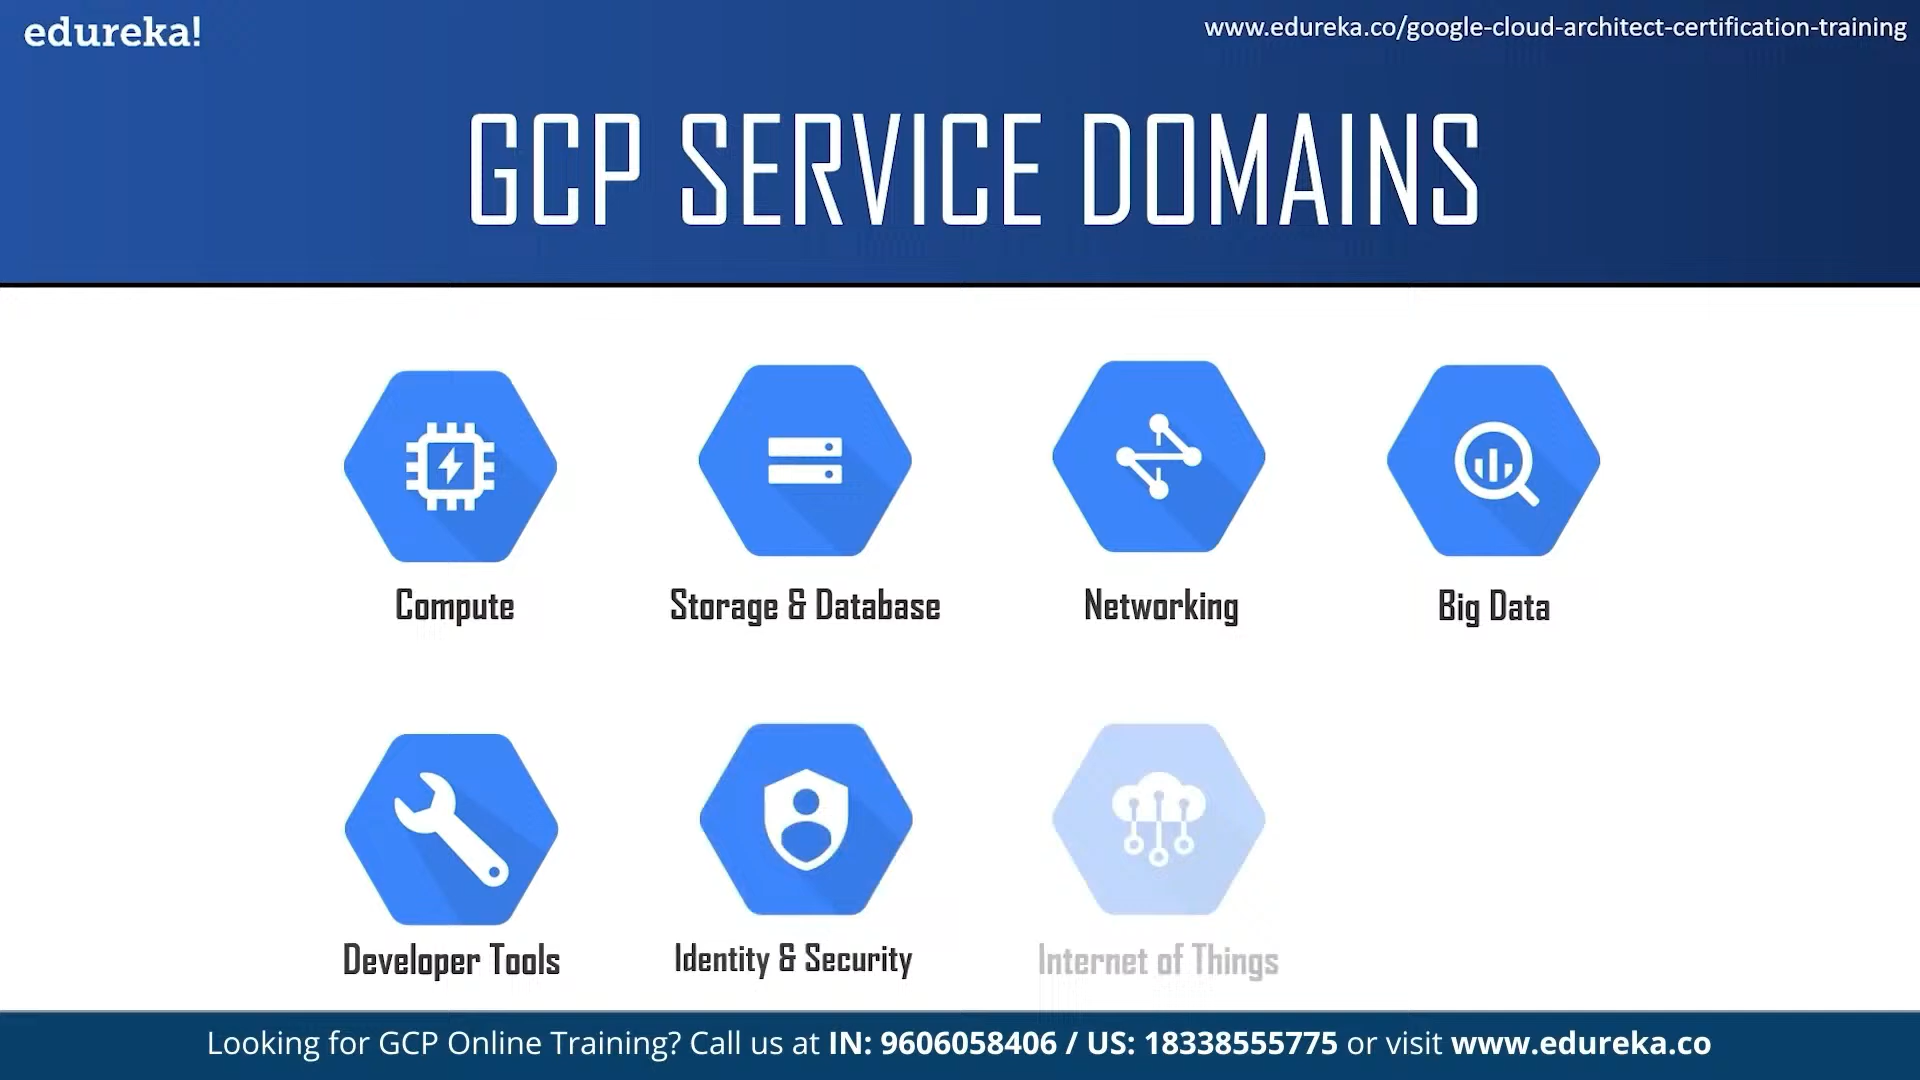 edureka!
www.edureka.co/google-cloud-architect-certification-training
GCP SERVICE DOMAINS
Compute
Storage & Database
Networking
Big Data
Developer Tools
Identity & Security
Internet of Things
Looking for GCP Online Training? Call us at IN: 9606058406 / US: 18338555775 or visit www.edureka.co